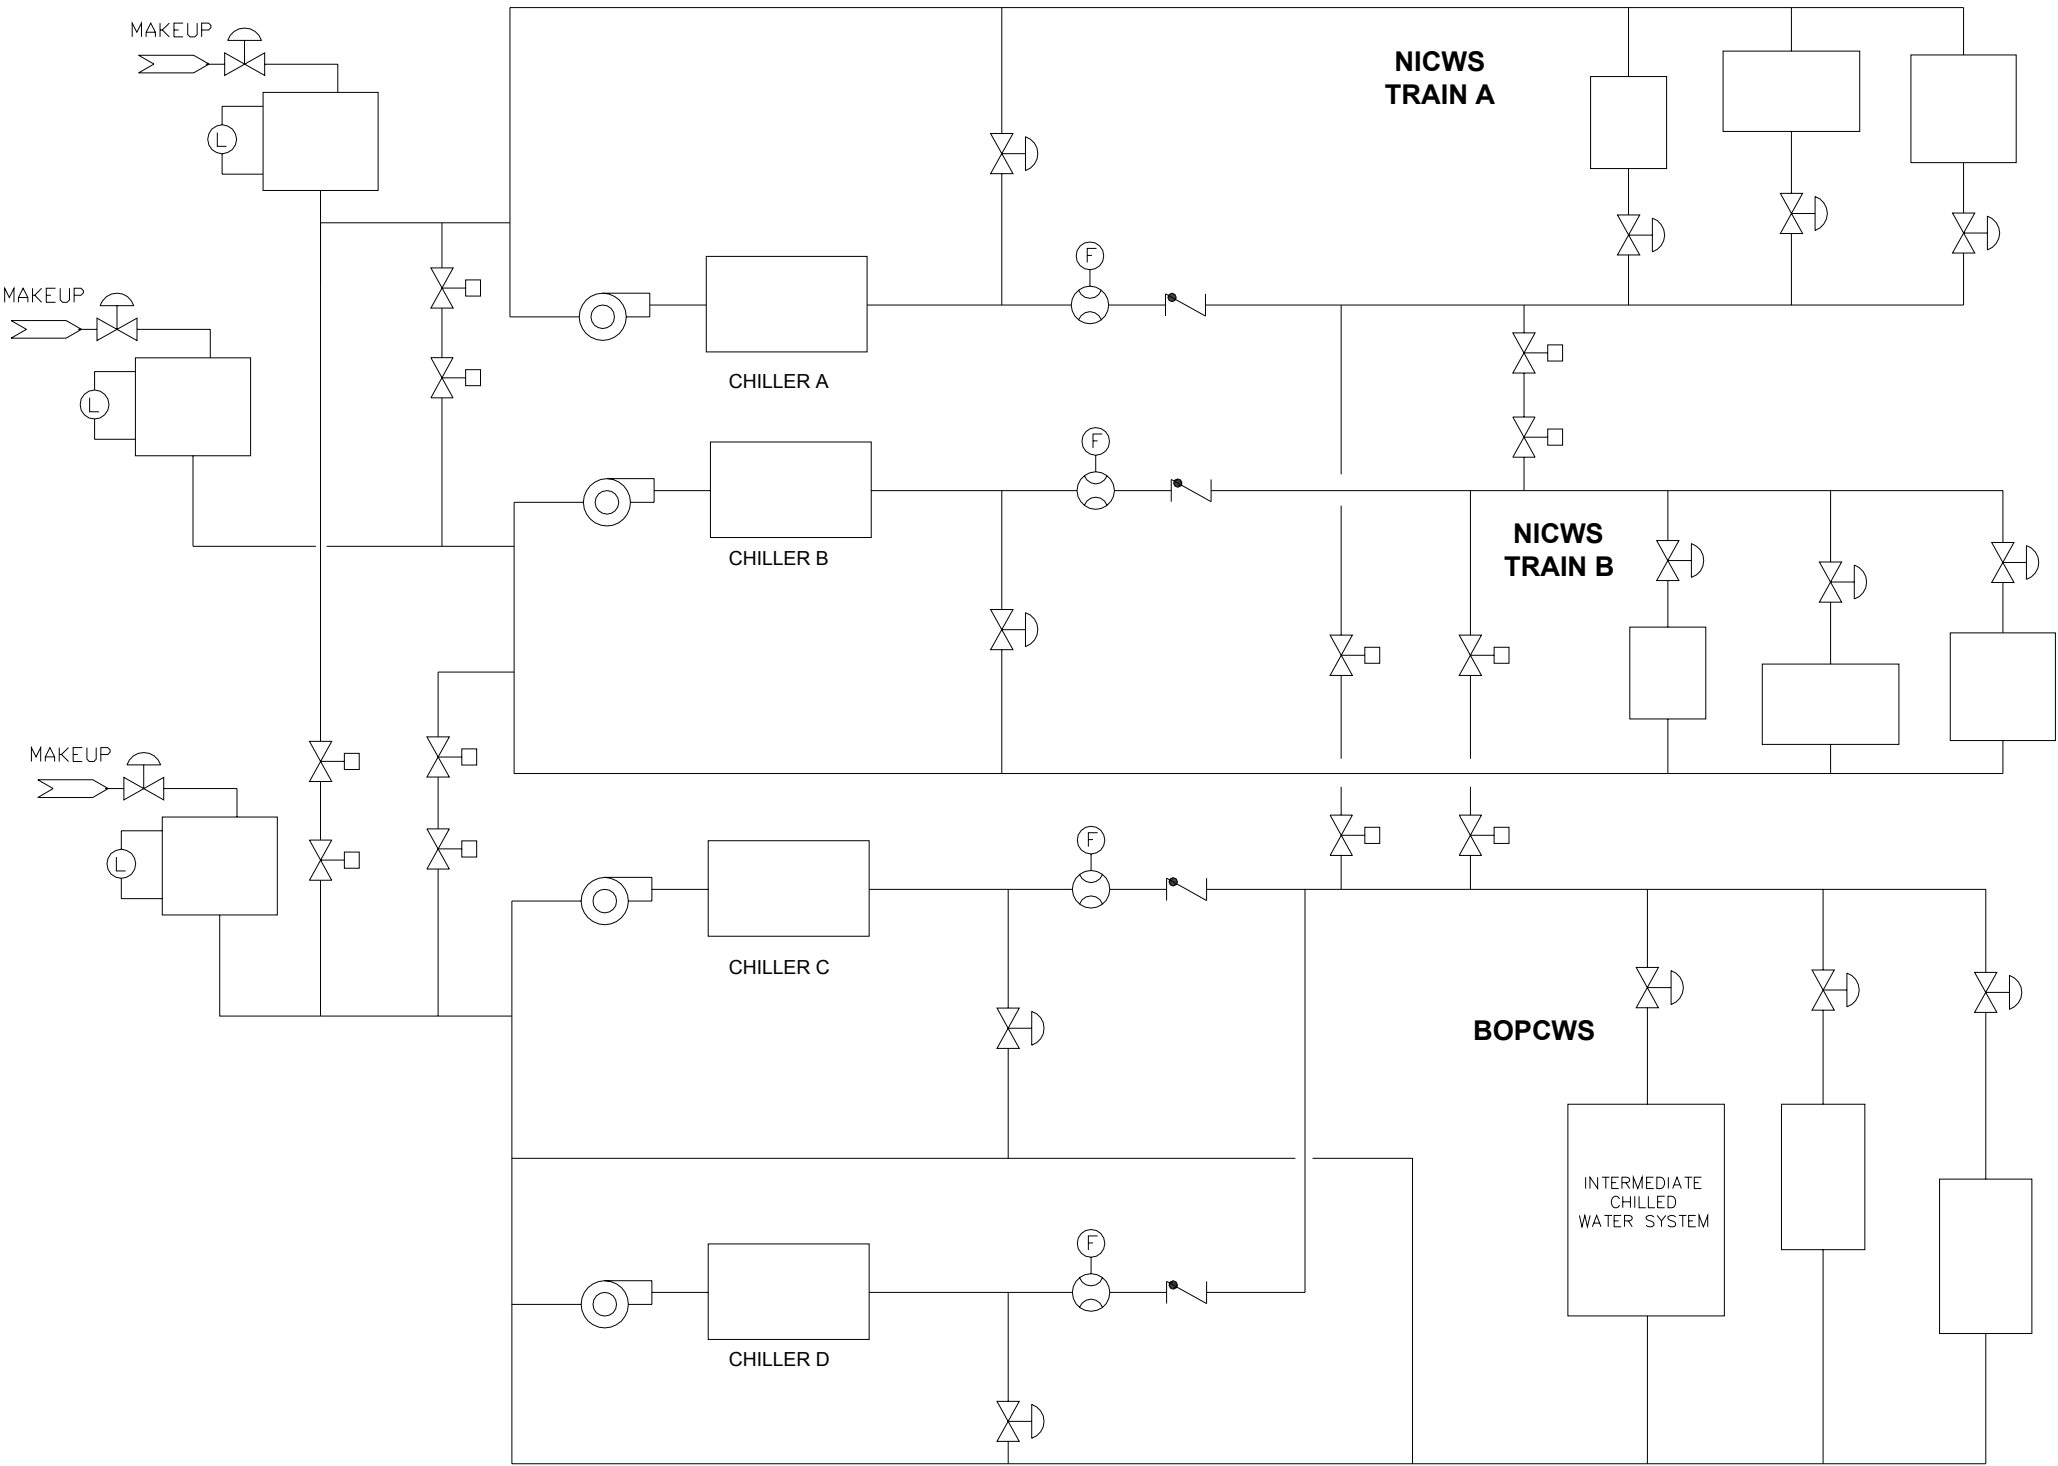 MAKEUP
NICWS
TRAIN A
L
F
MAKEUP
CHILLER A
L
F
NICWS
TRAIN B
CHILLER B
MAKEUP
F
L
CHILLER C
BOPCWS
INTERMEDIATE
CHILLED
WATER SYSTEM
F
CHILLER D